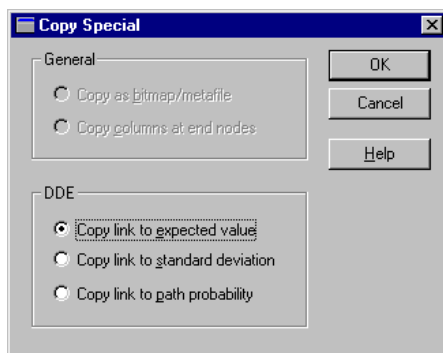 Copy Special
General
Copy as bitmap/metafile
Copy columns at end nodes
OK
Cancel
Help
DDE
Copy link to expected value
Copy link to standard deviation
Copy link to path probability